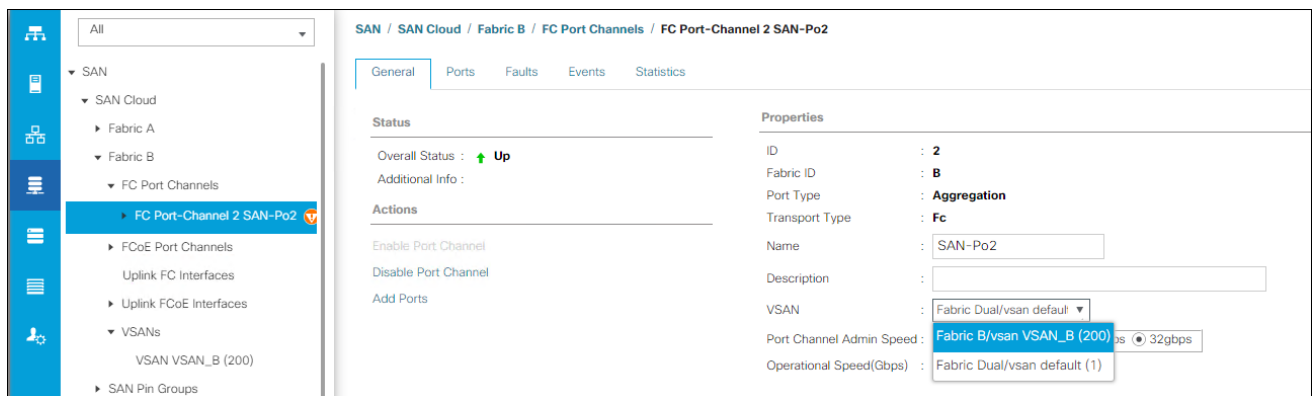 All
SAN / SAN Cloud / Fabric B / FC Port Channels / FC Port-Channel 2 SAN-Po2
SAN
SAN Cloud
Fabric A
Fabric B
FC Port Channels
FC Port-Channel 2 SAN-Po2
FCoE Port Channels
Uplink FC Interfaces
Uplink FCoE Interfaces
VSANs
VSAN VSAN_B (200)
SAN Pin Groups
General Ports Faults Events Statistics
Status
Overall Status : Up
Additional Info :
Actions
Enable Port Channel
Disable Port Channel
Add Ports
Properties
ID : 2
Fabric ID : B
Port Type : Aggregation
Transport Type : Fc
Name : SAN-Po2
Description :
VSAN : Fabric Dual/vsan default
Port Channel Admin Speed : 32gbps
Fabric B/vsan VSAN_B (200)
Operational Speed(Gbps) :
Fabric Dual/vsan default (1)